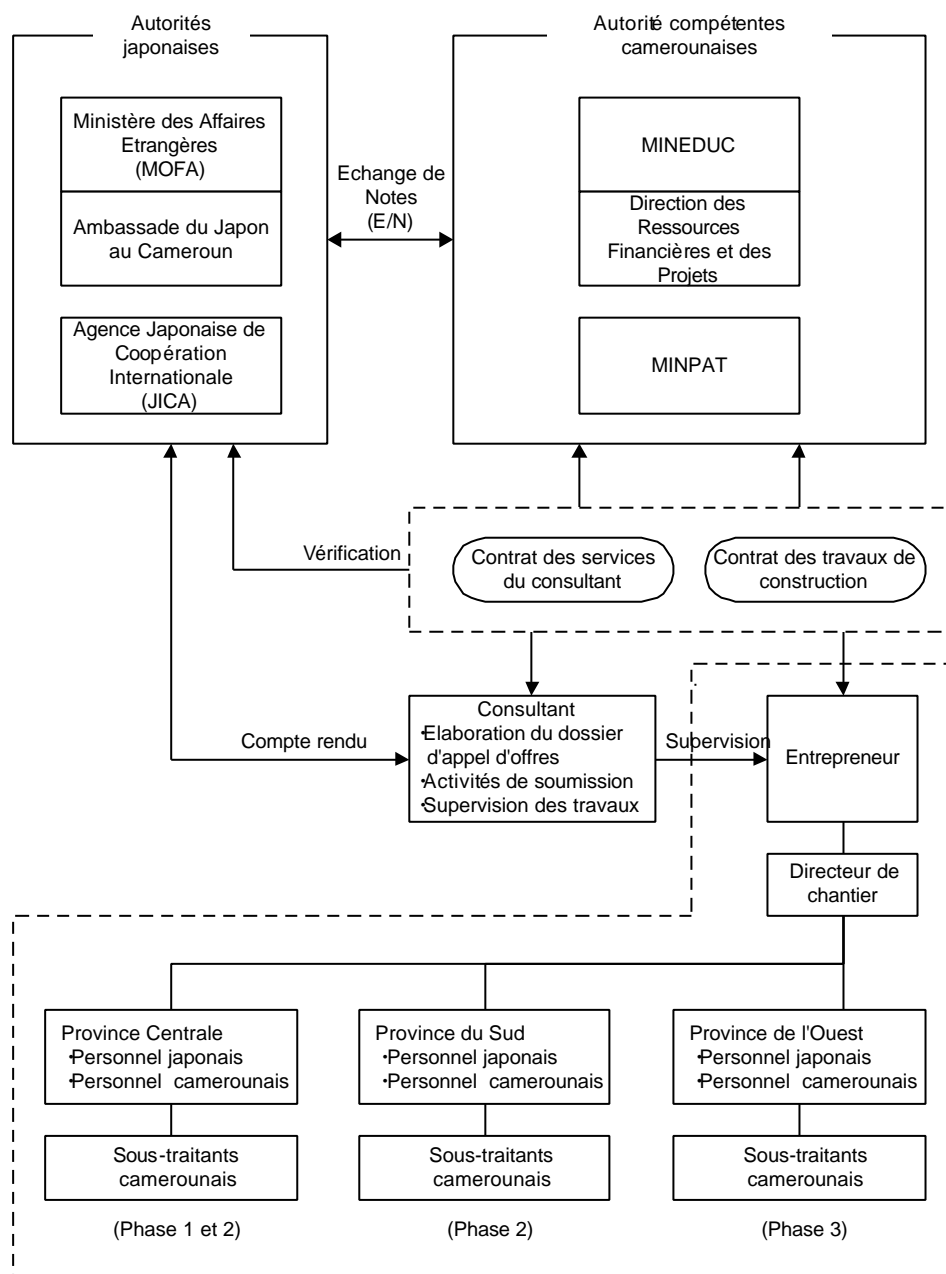 Autorités
japonaises
Autorité compétentes
camerounaises
Ministère des Affaires
Etrangères
(MOFA)
Ambassade du Japon
au Cameroun
Agence Japonaise de
Coopération
Internationale
(JICA)
Echange de
Notes
(E/N)
MINEDUC
Direction des
Ressources
Financières et des
Projets
MINPAT
Vérification
Contrat des services
du consultant
Contrat des travaux de
construction
Compte rendu
Consultant
·Elaboration du dossier
d'appel d'offres
·Activités de soumission
·Supervision des travaux
Supervision
Entrepreneur
Directeur de
chantier
Province Centrale
·Personnel japonais
·Personnel camerounais
Province du Sud
·Personnel japonais
·Personnel camerounais
Province de l'Ouest
·Personnel japonais
·Personnel camerounais
Sous-traitants
camerounais
Sous-traitants
camerounais
Sous-traitants
camerounais
(Phase 1 et 2)
(Phase 2)
(Phase 3)